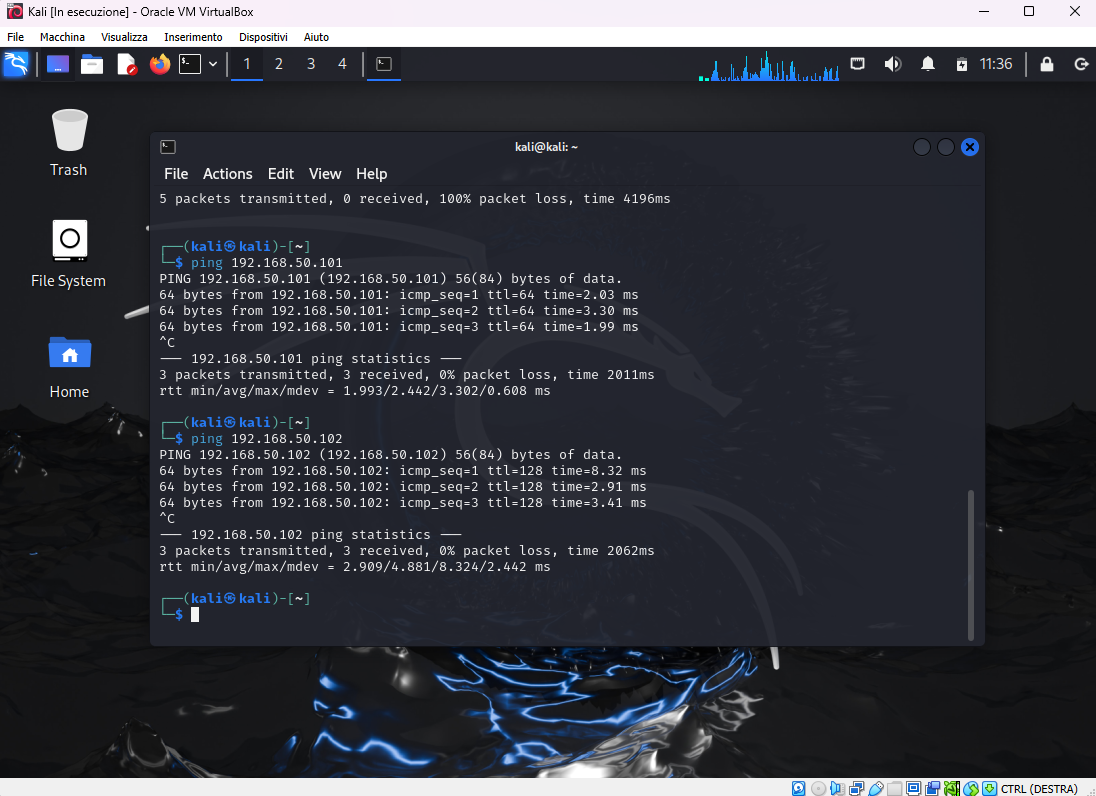 Kali [In esecuzione] - Oracle VM VirtualBox
File Macchina Visualizza Inserimento Dispositivi Aiuto
1 2 3 4 11:36
Trash
File System
Home
kali@kali: ~
File Actions Edit View Help
5 packets transmitted, 0 received, 100% packet loss, time 4196ms
┌──(kali㉿kali)-[~]
└─$ ping 192.168.50.101
PING 192.168.50.101 (192.168.50.101) 56(84) bytes of data.
64 bytes from 192.168.50.101: icmp_seq=1 ttl=64 time=2.03 ms
64 bytes from 192.168.50.101: icmp_seq=2 ttl=64 time=3.30 ms
64 bytes from 192.168.50.101: icmp_seq=3 ttl=64 time=1.99 ms
^C
--- 192.168.50.101 ping statistics ---
3 packets transmitted, 3 received, 0% packet loss, time 2011ms
rtt min/avg/max/mdev = 1.993/2.442/3.302/0.608 ms
┌──(kali㉿kali)-[~]
└─$ ping 192.168.50.102
PING 192.168.50.102 (192.168.50.102) 56(84) bytes of data.
64 bytes from 192.168.50.102: icmp_seq=1 ttl=128 time=8.32 ms
64 bytes from 192.168.50.102: icmp_seq=2 ttl=128 time=2.91 ms
64 bytes from 192.168.50.102: icmp_seq=3 ttl=128 time=3.41 ms
^C
--- 192.168.50.102 ping statistics ---
3 packets transmitted, 3 received, 0% packet loss, time 2062ms
rtt min/avg/max/mdev = 2.909/4.881/8.324/2.442 ms
┌──(kali㉿kali)-[~]
└─$
CTRL (DESTRA)